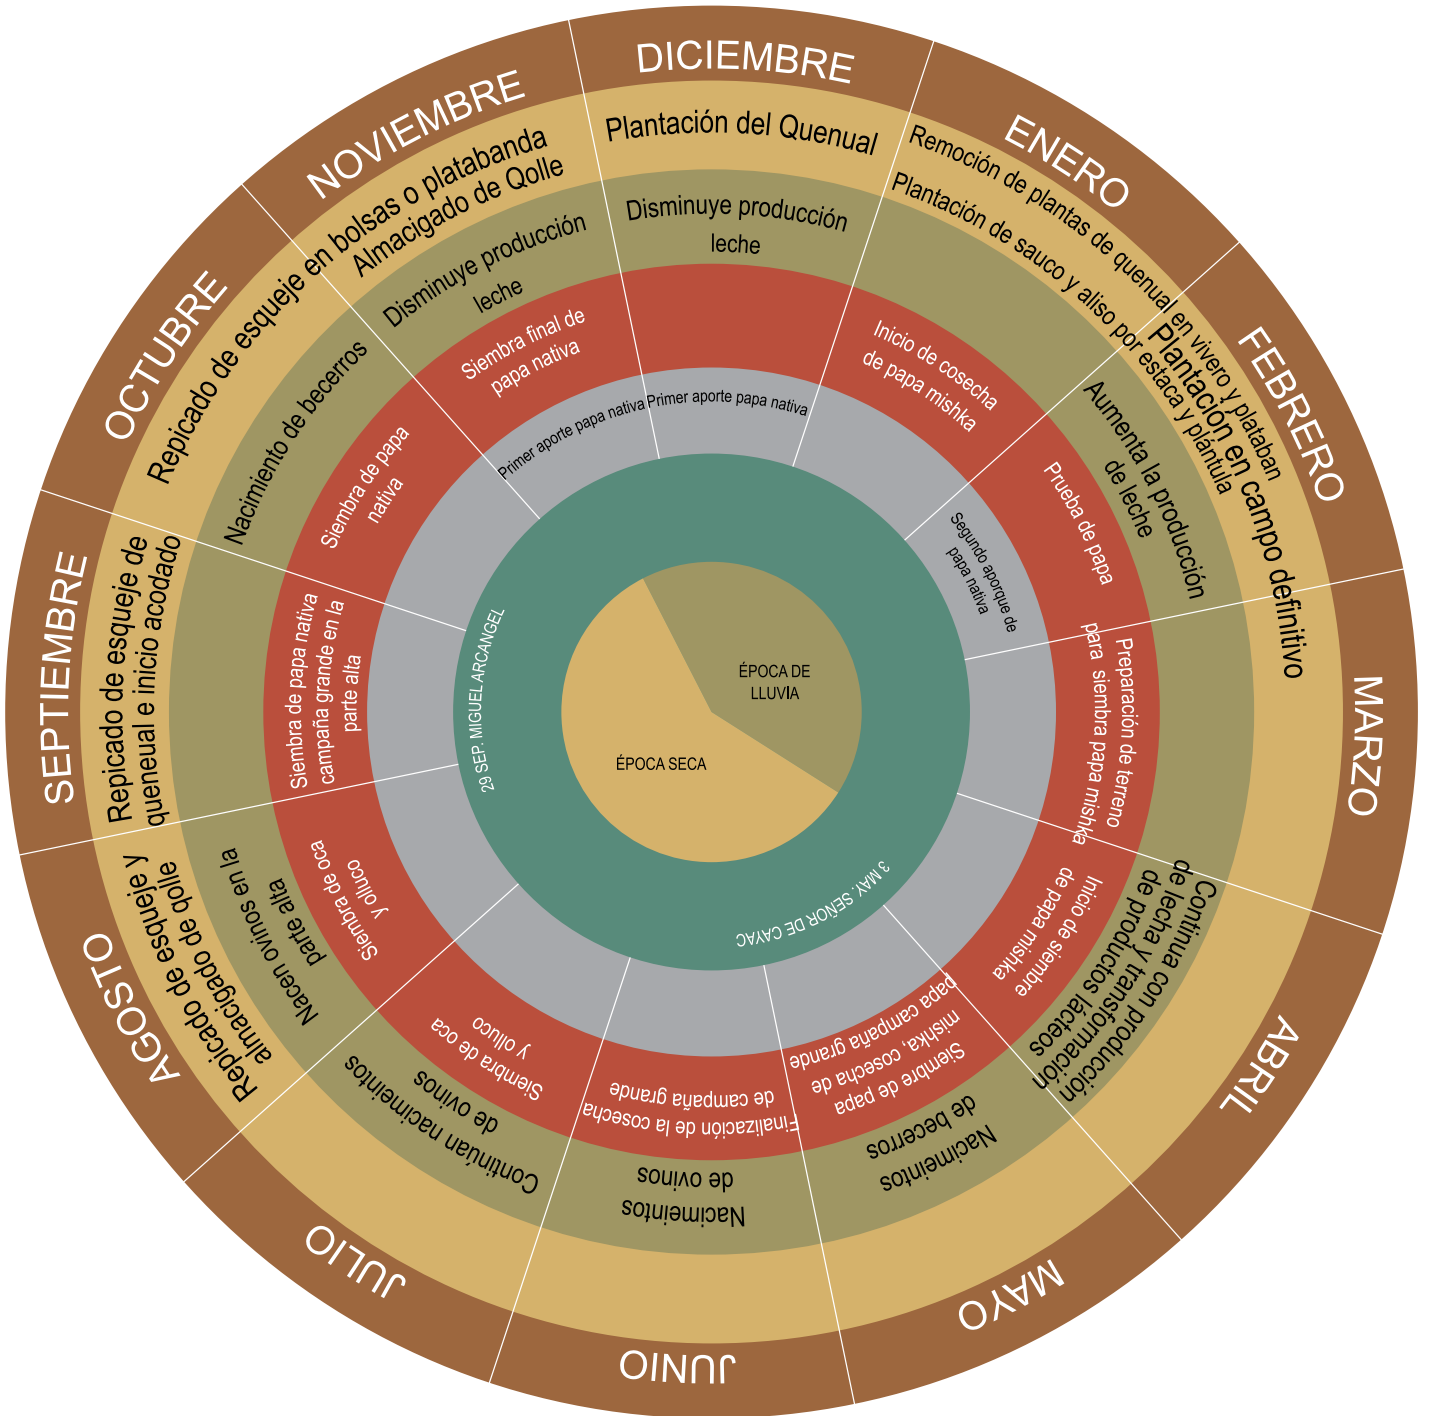 DICIEMBRE
Plantación del Quenual
Disminuye producción
leche
Primer aporte papa nativa
ENERO
Remoción de plantas de quenual en vivero y plataban
Plantación de sauco y aliso por estaca y plántula
Inicio de cosecha
de papa mishka
FEBRERO
Plantación en campo definitivo
Aumenta la producción
de leche
Prueba de papa
Segundo aporque de
papa nativa
MARZO
Preparación de terreno
para siembra papa mishka
ABRIL
Continua con producción
de lecha y transformación
de productos lácteos
Inicio de siembre
de papa mishka
MAYO
Nacimeintos
de becerros
Siembre de papa
mishka, cosecha de
papa campaña grande
3 MAY. SEÑOR DE CAYAC
JUNIO
Nacimeintos
de ovinos
Finalización de la cosecha
de campaña grande
JULIO
Continúan nacimeintos
de ovinos
Siembra de oca
y olluco
AGOSTO
Repicado de esqueje y
almacigado de qolle
Nacen ovinos en la
parte alta
Siembra de oca
y olluco
SEPTIEMBRE
Repicado de esqueje de
queneual e inicio acodado
Siembra de papa nativa
campaña grande en la
parte alta
29 SEP. MIGUEL ARCANGEL
OCTUBRE
Repicado de esqueje en bolsas o platabanda
Nacimiento de becerros
Siembra de papa
nativa
NOVIEMBRE
Almacigado de Qolle
Disminuye producción
leche
Siembra final de
papa nativa
Primer aporte papa nativa
ÉPOCA DE
LLUVIA
ÉPOCA SECA